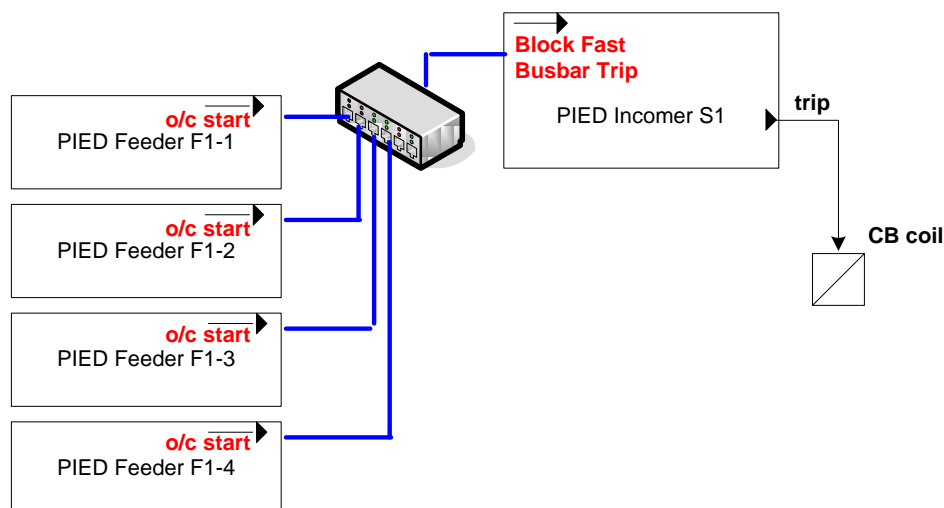 Block Fast
Busbar Trip
PIED Incomer S1
trip
CB coil
o/c start
PIED Feeder F1-1
o/c start
PIED Feeder F1-2
o/c start
PIED Feeder F1-3
o/c start
PIED Feeder F1-4